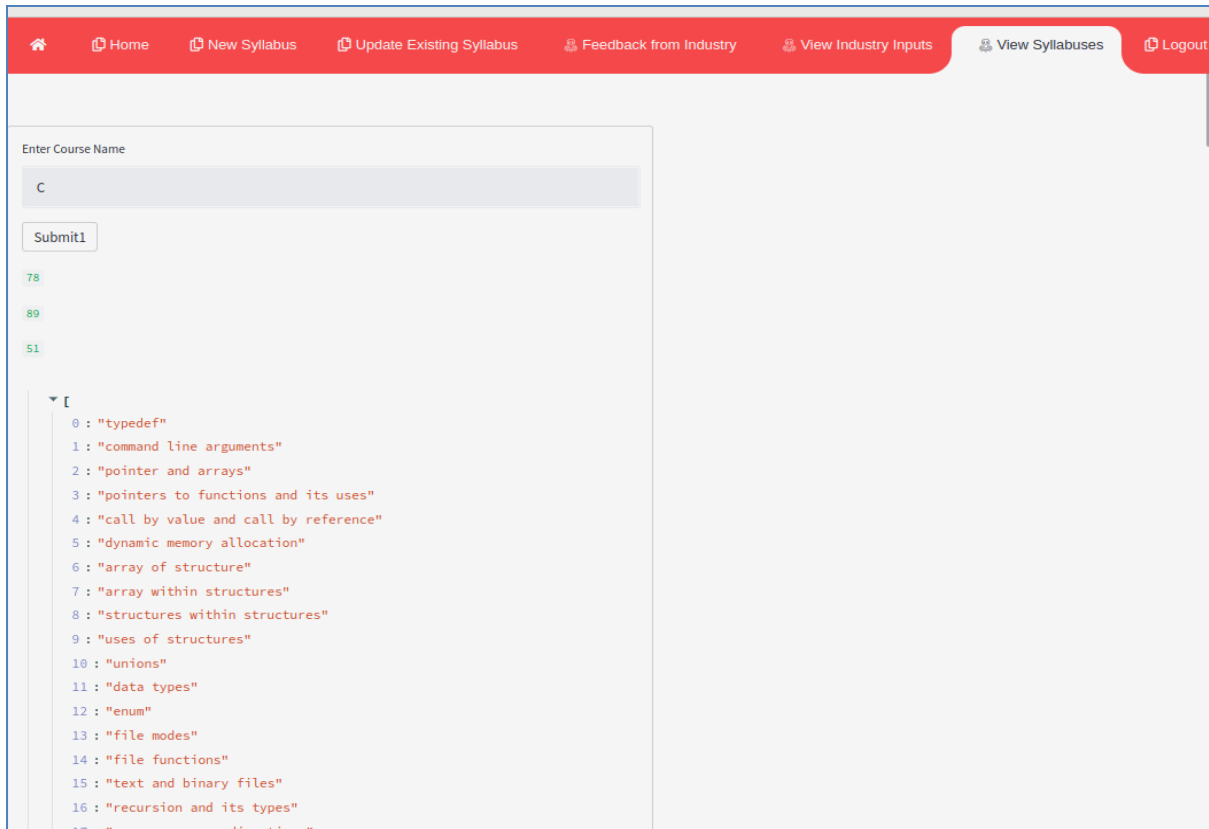 Home New Syllabus Update Existing Syllabus Feedback from Industry View Industry Inputs View Syllabuses Logout
Enter Course Name
C
Submit1
78
89
51
[
0 : "typedef"
1 : "command line arguments"
2 : "pointer and arrays"
3 : "pointers to functions and its uses"
4 : "call by value and call by reference"
5 : "dynamic memory allocation"
6 : "array of structure"
7 : "array within structures"
8 : "structures within structures"
9 : "uses of structures"
10 : "unions"
11 : "data types"
12 : "enum"
13 : "file modes"
14 : "file functions"
15 : "text and binary files"
16 : "recursion and its types"